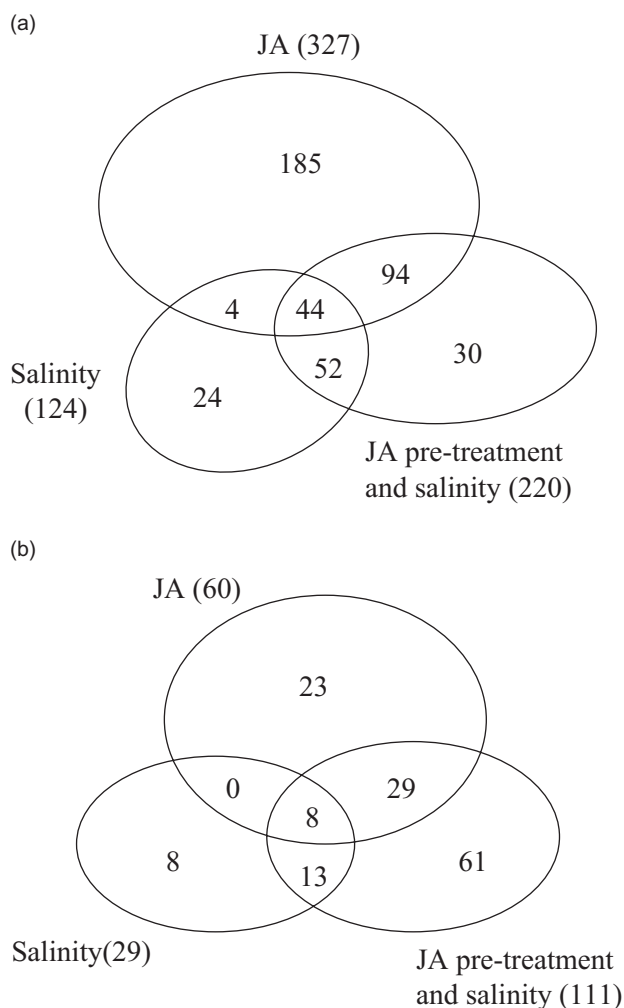 (a)
JA (327)
185
94
4
44
52
30
24
Salinity
(124)
JA pre-treatment
and salinity (220)
(b)
JA (60)
23
0
29
8
8
13
61
Salinity(29)
JA pre-treatment
and salinity (111)